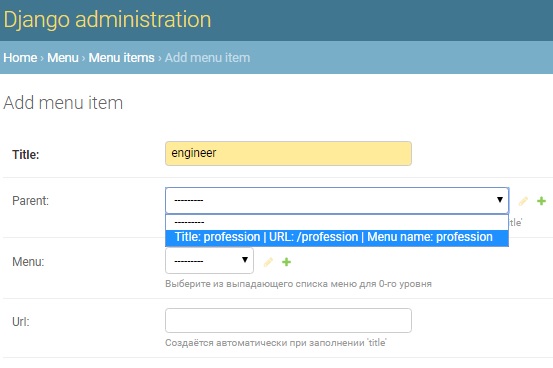 Django administration
Home › Menu › Menu items › Add menu item
Add menu item
Title:
engineer
Parent:
---------
---------
Title: profession | URL: /profession | Menu name: profession
Menu:
---------
Выберите из выпадающего списка меню для 0-го уровня
Url:
Создаётся автоматически при заполнении 'title'